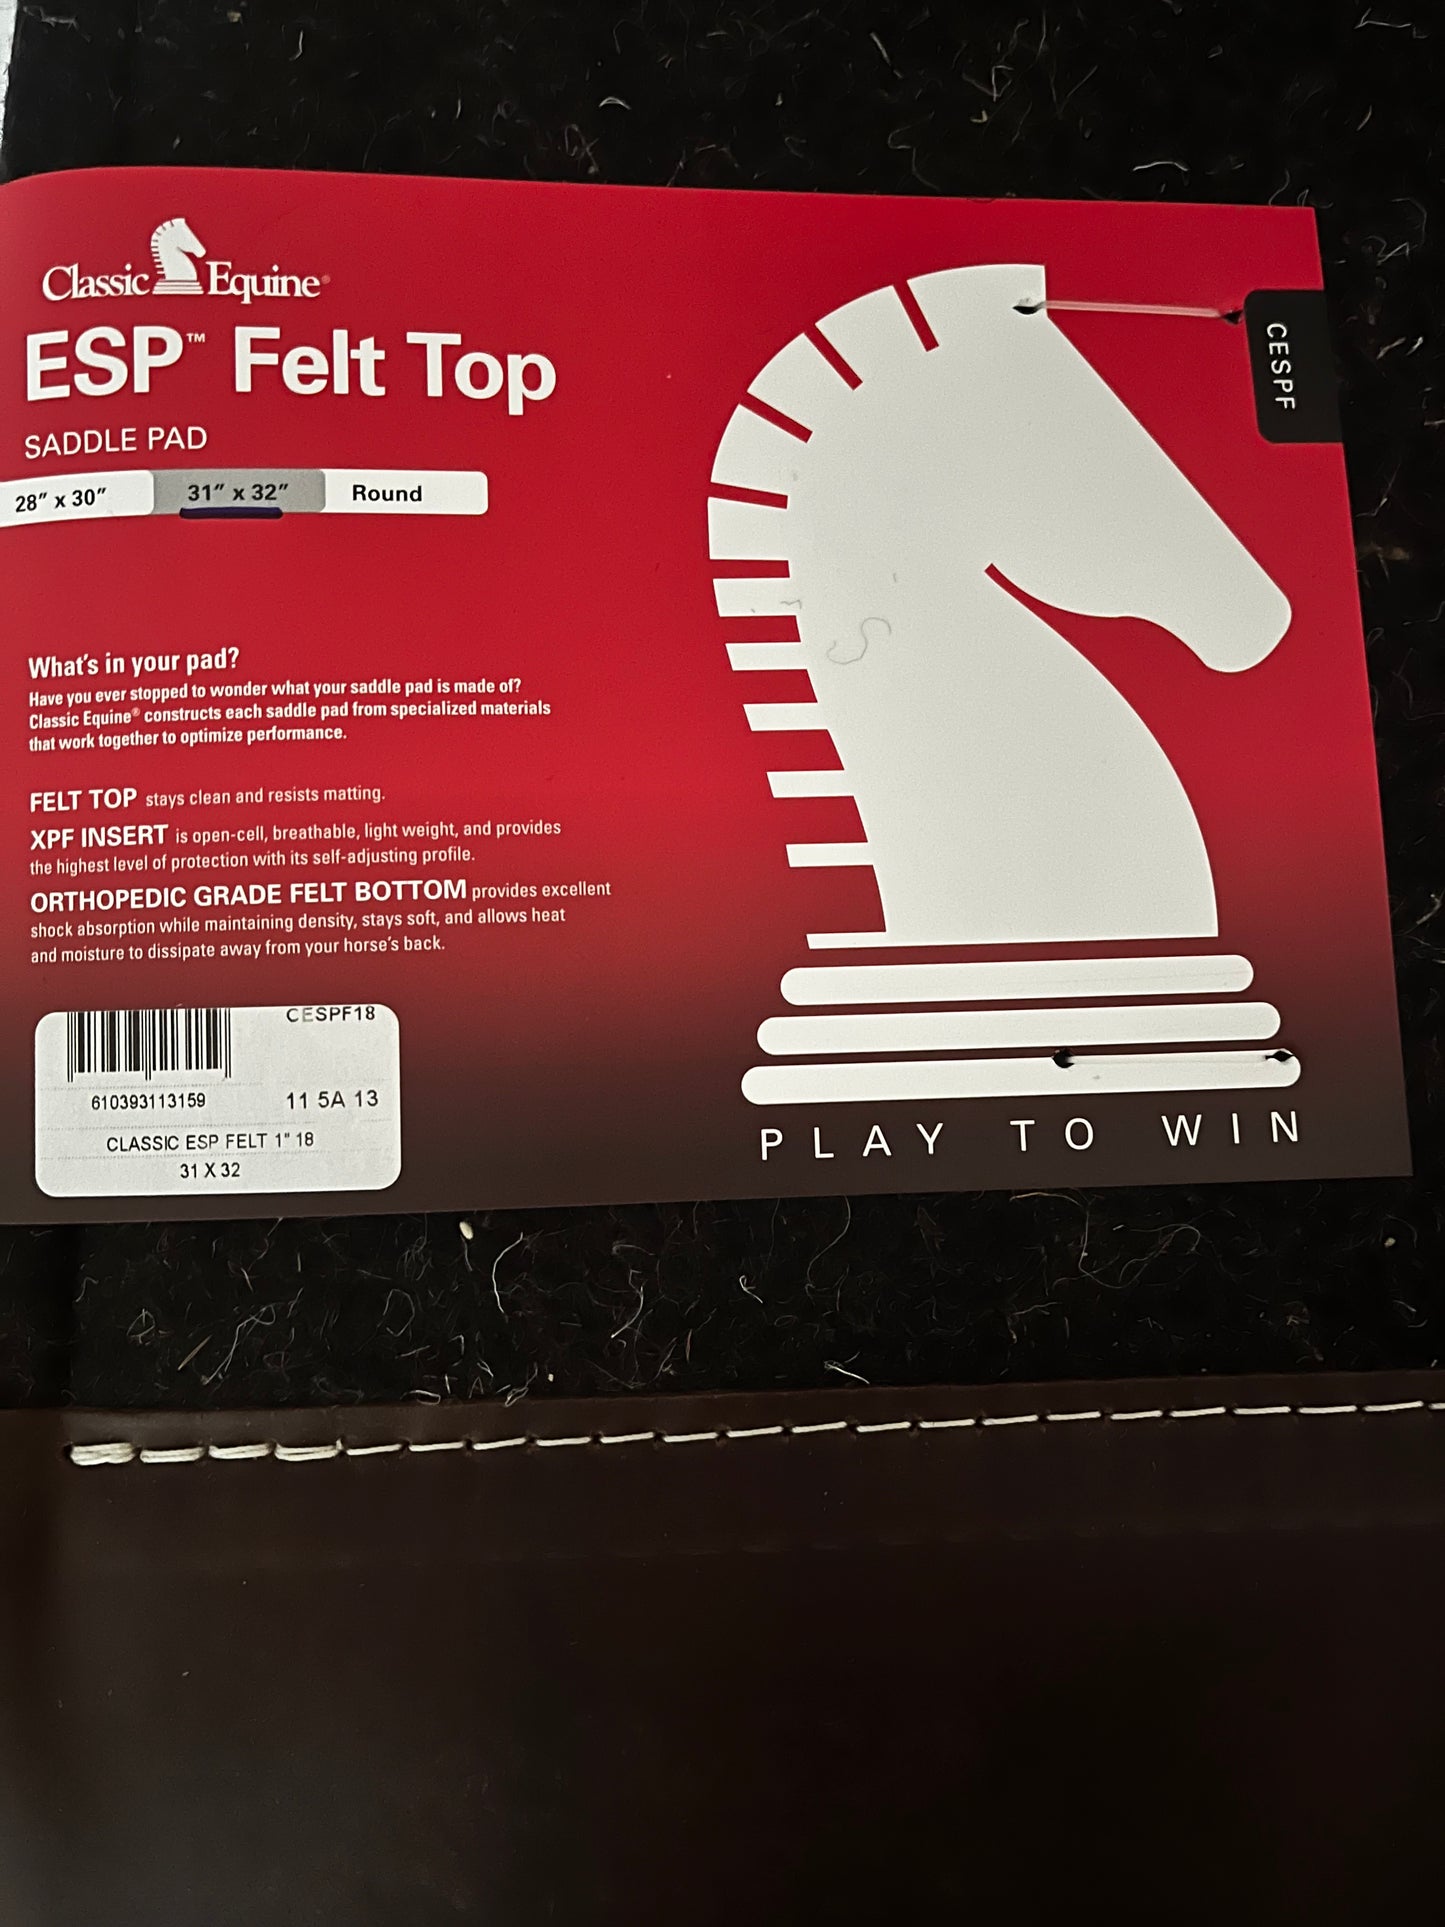 Classic Equine®
ESP™ Felt Top
SADDLE PAD
28" x 30" 31" x 32" Round
CESPF
What's in your pad?
Have you ever stopped to wonder what your saddle pad is made of?
Classic Equine® constructs each saddle pad from specialized materials
that work together to optimize performance.
FELT TOP stays clean and resists matting.
XPF INSERT is open-cell, breathable, light weight, and provides
the highest level of protection with its self-adjusting profile.
ORTHOPEDIC GRADE FELT BOTTOM provides excellent
shock absorption while maintaining density, stays soft, and allows heat
and moisture to dissipate away from your horse's back.
CESPF18
610393113159 11 5A 13
CLASSIC ESP FELT 1" 18
31 X 32
PLAY TO WIN